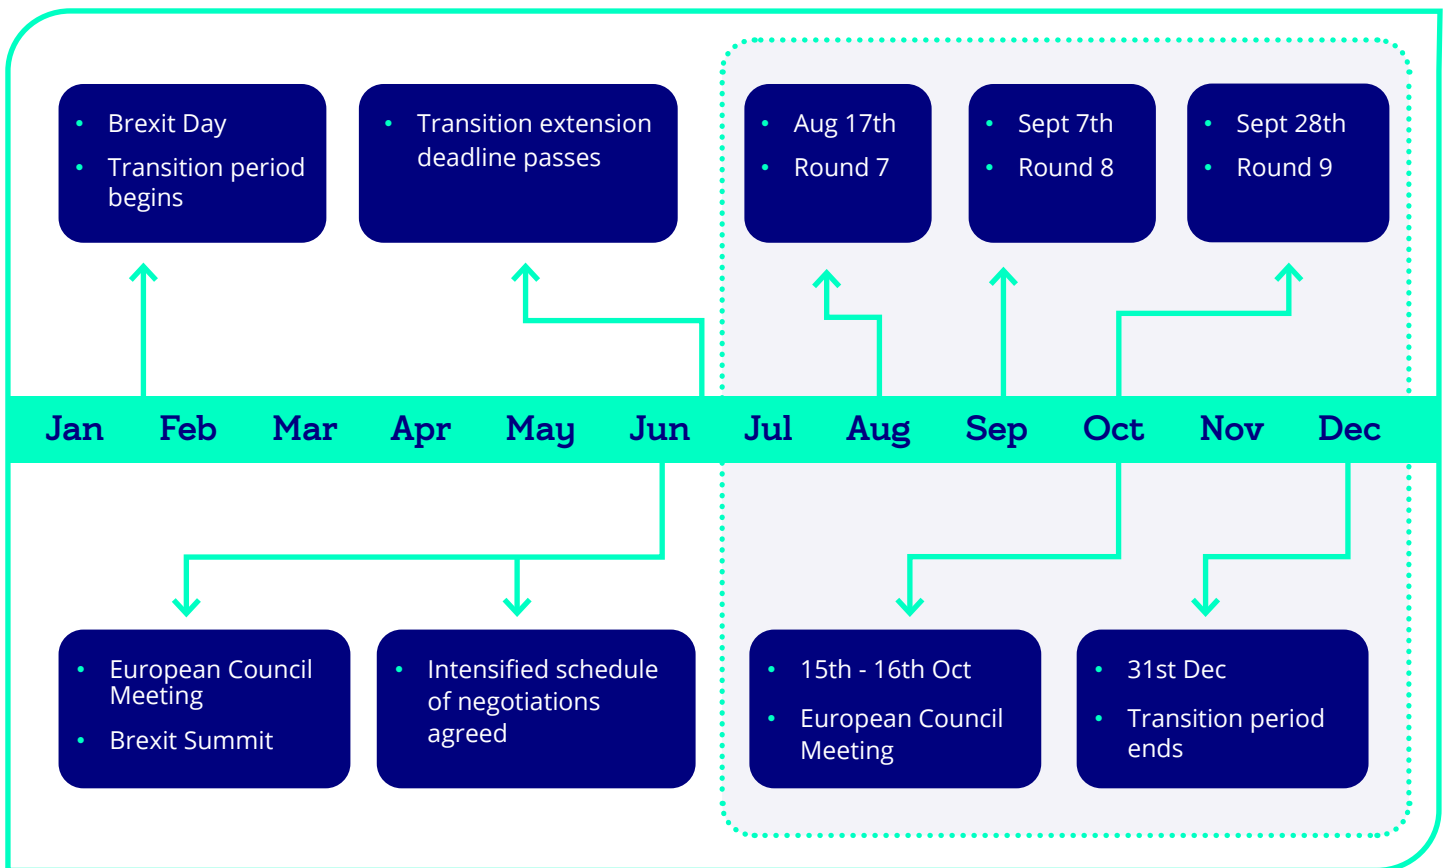 • Brexit Day
• Transition period
begins
• Transition extension
deadline passes
• Aug 17th
• Round 7
• Sept 7th
• Round 8
• Sept 28th
• Round 9
Jan Feb Mar Apr May Jun Jul Aug Sep Oct Nov Dec
• European Council
Meeting
• Brexit Summit
• Intensified schedule
of negotiations
agreed
• 15th - 16th Oct
• European Council
Meeting
• 31st Dec
• Transition period
ends